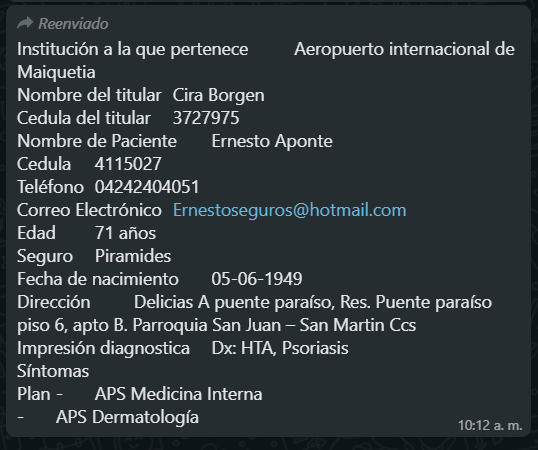 Reenviado
Institución a la que pertenece Aeropuerto internacional de
Maiquetia
Nombre del titular Cira Borgen
Cedula del titular 3727975
Nombre de Paciente Ernesto Aponte
Cedula 4115027
Teléfono 04242404051
Correo Electrónico Ernestoseguros@hotmail.com
Edad 71 años
Seguro Piramides
Fecha de nacimiento 05-06-1949
Dirección Delicias A puente paraíso, Res. Puente paraíso
piso 6, apto B. Parroquia San Juan – San Martin Ccs
Impresión diagnostica Dx: HTA, Psoriasis
Síntomas
Plan - APS Medicina Interna
- APS Dermatología
10:12 a. m.